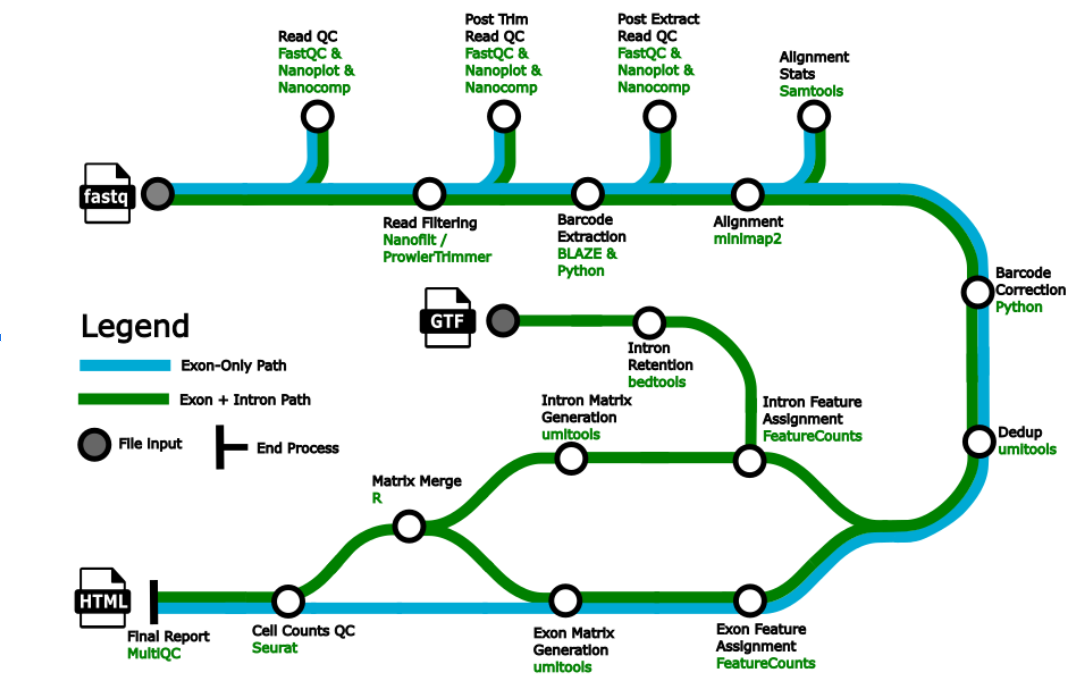 Read QC
FastQC &
Nanoplot &
Nanocomp
Post Trim
Read QC
FastQC &
Nanoplot &
Nanocomp
Post Extract
Read QC
FastQC &
Nanoplot &
Nanocomp
Alignment
Stats
Samtools
fastq
Read Filtering
Nanofilt /
ProwlerTrimmer
Barcode
Extraction
BLAZE &
Python
Alignment
minimap2
Barcode
Correction
Python
GTF
Intron
Retention
bedtools
Legend
Exon-Only Path
Exon + Intron Path
File Input
End Process
Intron Matrix
Generation
umitools
Intron Feature
Assignment
FeatureCounts
Dedup
umitools
Matrix Merge
R
HTML
Final Report
MultiQC
Cell Counts QC
Seurat
Exon Matrix
Generation
umitools
Exon Feature
Assignment
FeatureCounts